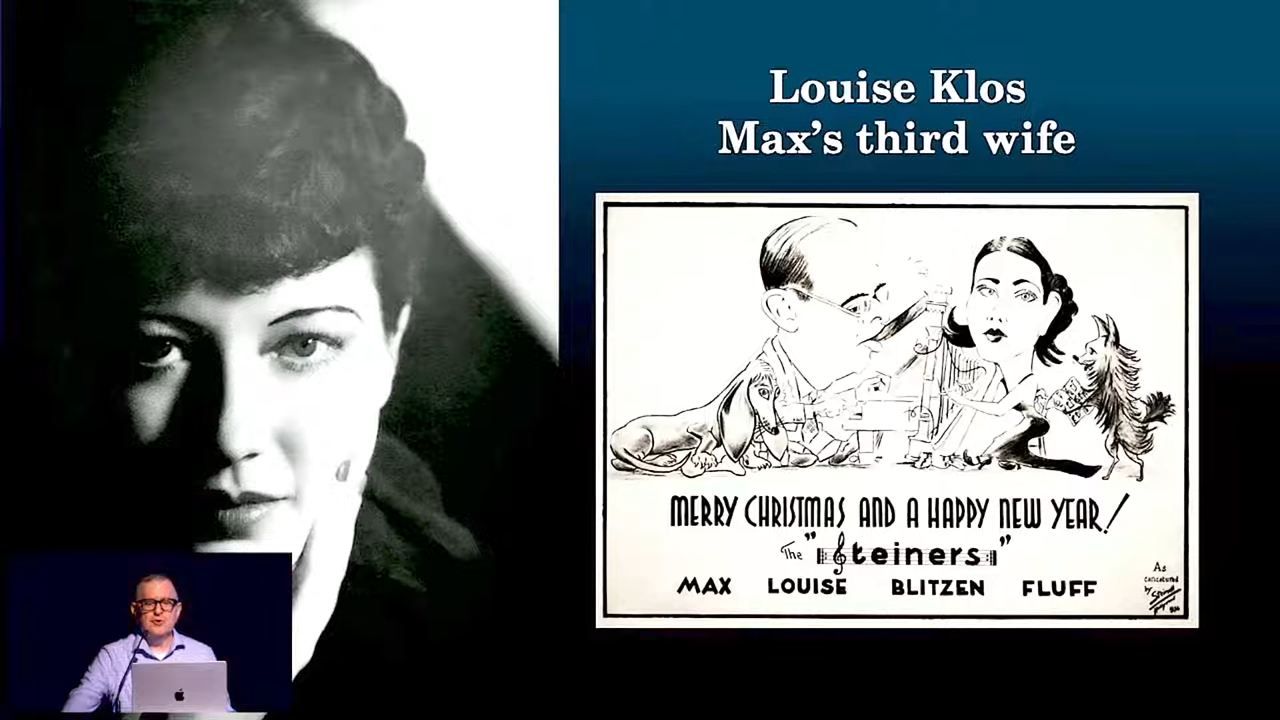 Louise Klos
Max's third wife
MERRY CHRISTMAS AND A HAPPY NEW YEAR!
The "Steiners"
MAX LOUISE BLITZEN FLUFF
As
caricatured
by